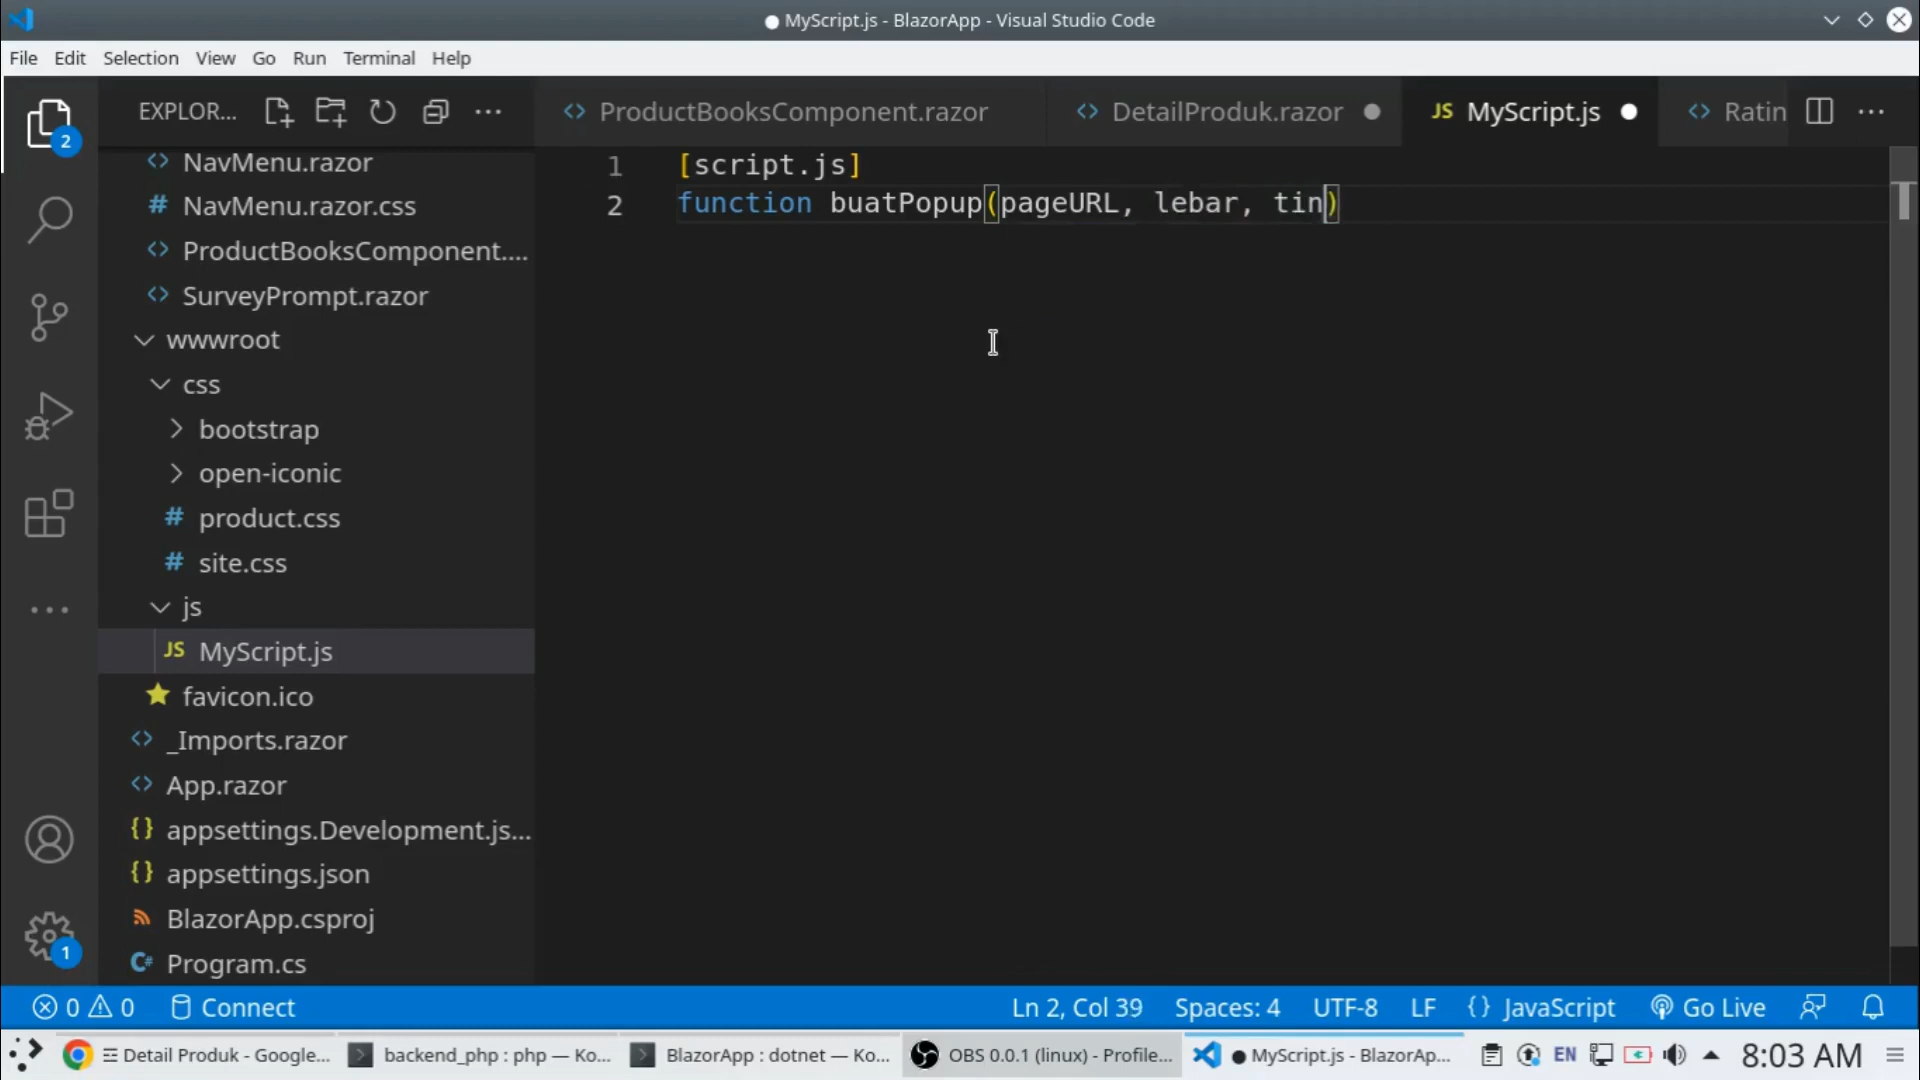 MyScript.js - BlazorApp - Visual Studio Code
File Edit Selection View Go Run Terminal Help
EXPLOR...
ProductBooksComponent.razor
DetailProduk.razor
JS MyScript.js
Ratin
2
NavMenu.razor
# NavMenu.razor.css
ProductBooksComponent....
SurveyPrompt.razor
wwwroot
css
bootstrap
open-iconic
# product.css
# site.css
js
JS MyScript.js
favicon.ico
_Imports.razor
App.razor
{} appsettings.Development.js...
{} appsettings.json
BlazorApp.csproj
C# Program.cs
1
1 [script.js]
2 function buatPopup(pageURL, lebar, tin)
0 0 Connect
Ln 2, Col 39 Spaces: 4 UTF-8 LF {} JavaScript Go Live
Detail Produk - Google...
backend_php : php — Ko...
BlazorApp : dotnet — Ko...
OBS 0.0.1 (linux) - Profile...
MyScript.js - BlazorAp...
EN
8:03 AM